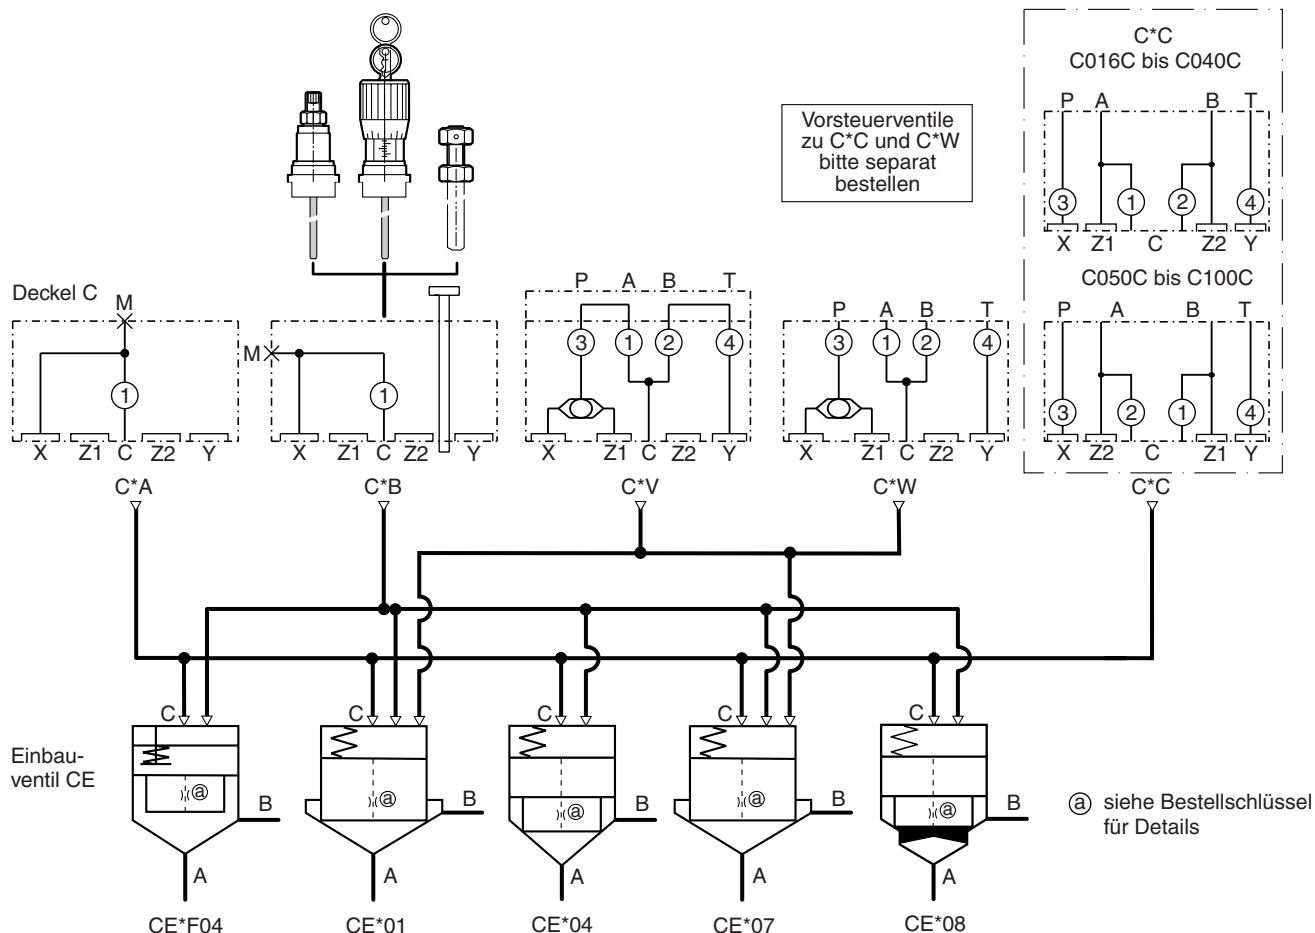 C*C
C016C bis C040C
P A B T
3 1 2 4
X Z1 C Z2 Y
C050C bis C100C
P A B T
3 2 1 4
X Z2 C Z1 Y
C*C
Vorsteuerventile
zu C*C und C*W
bitte separat
bestellen
Deckel C
M
1
X Z1 C Z2 Y
C*A
M
1
X Z1 C Z2 Y
C*B
P A B T
3 1 2 4
X Z1 C Z2 Y
C*V
P A B T
3 1 2 4
X Z1 C Z2 Y
C*W
Einbau-
ventil CE
C
a
B
A
CE*F04
C
a
B
A
CE*01
C
a
B
A
CE*04
C
a
B
A
CE*07
C
a
B
A
CE*08
a siehe Bestellschlüssel
für Details